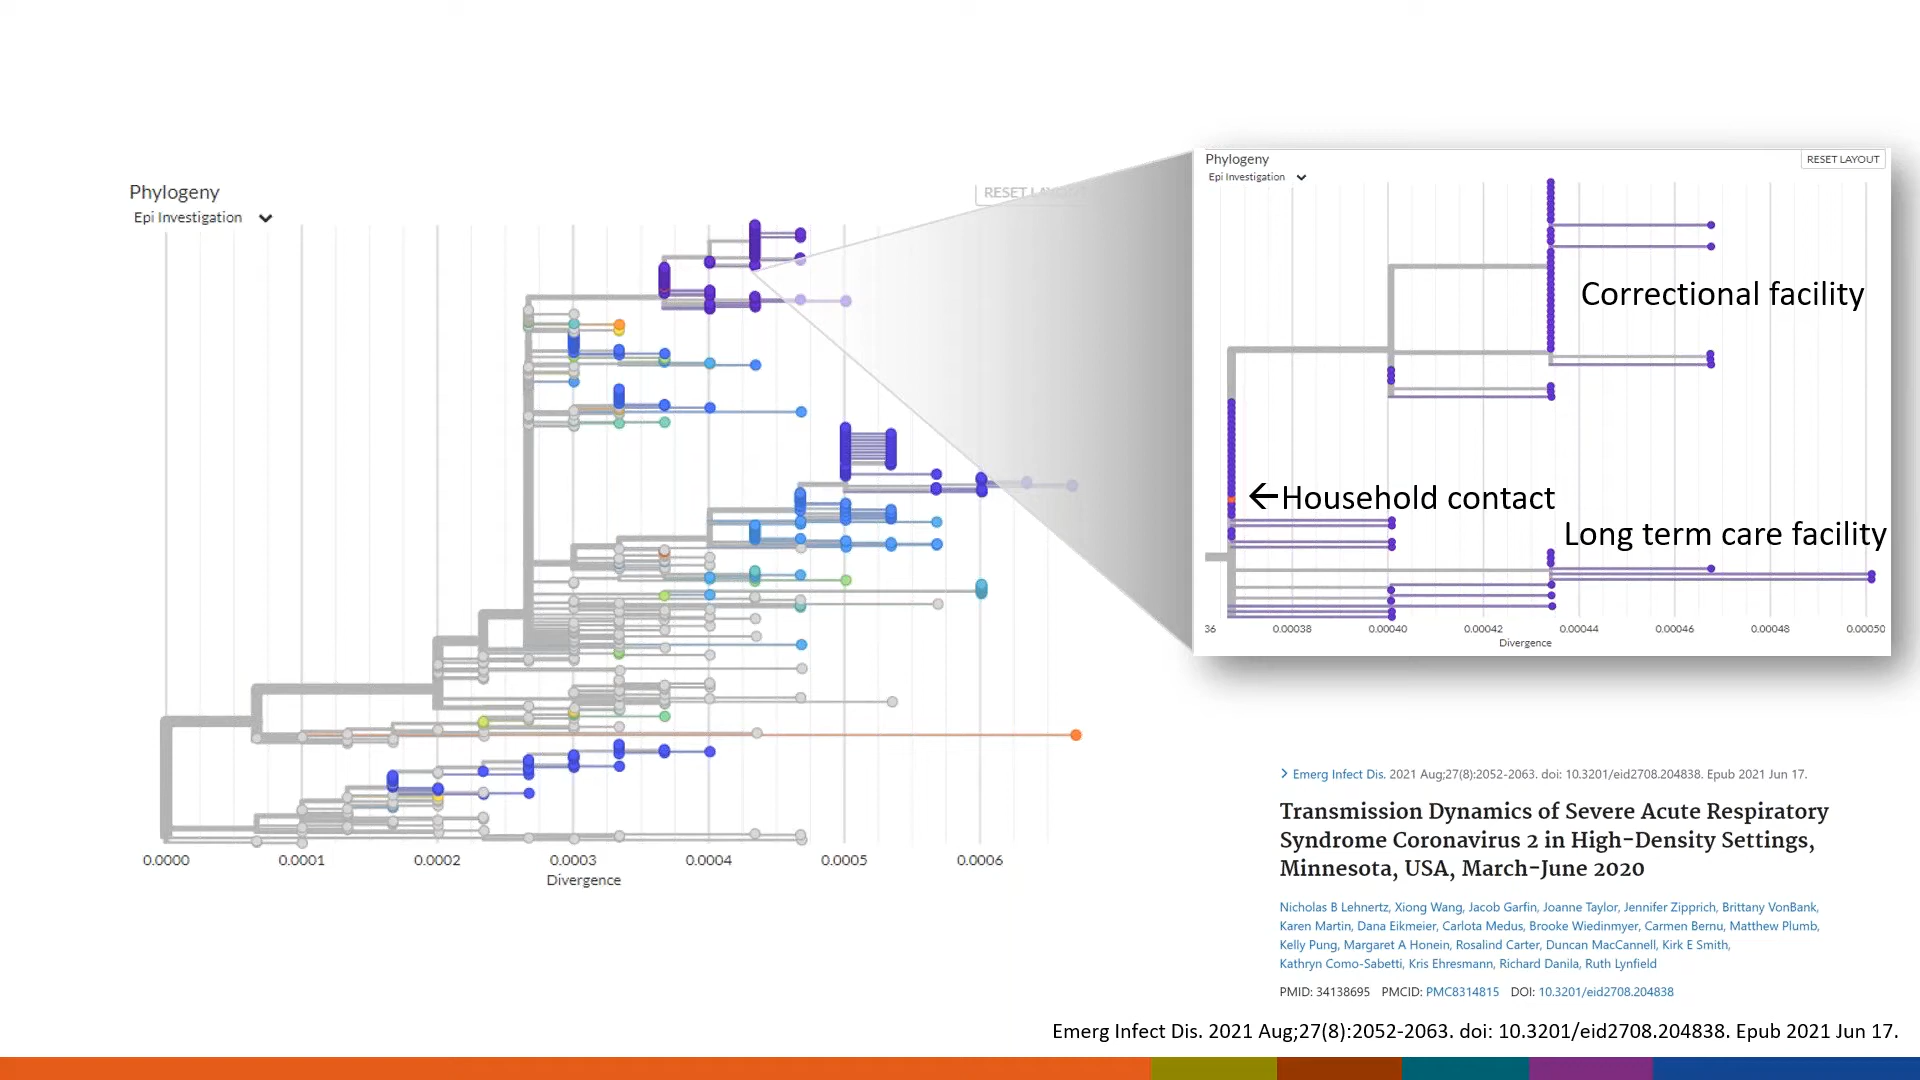 Phylogeny
Epi Investigation
RESET LAYOUT
0.0000 0.0001 0.0002 0.0003 0.0004 0.0005 0.0006
Divergence
Phylogeny
Epi Investigation
RESET LAYOUT
Correctional facility
←Household contact
Long term care facility
36 0.00038 0.00040 0.00042 0.00044 0.00046 0.00048 0.00050
Divergence
> Emerg Infect Dis. 2021 Aug;27(8):2052-2063. doi: 10.3201/eid2708.204838. Epub 2021 Jun 17.
Transmission Dynamics of Severe Acute Respiratory
Syndrome Coronavirus 2 in High-Density Settings,
Minnesota, USA, March-June 2020
Nicholas B Lehnertz, Xiong Wang, Jacob Garfin, Joanne Taylor, Jennifer Zipprich, Brittany VonBank,
Karen Martin, Dana Eikmeier, Carlota Medus, Brooke Wiedinmyer, Carmen Bernu, Matthew Plumb,
Kelly Pung, Margaret A Honein, Rosalind Carter, Duncan MacCannell, Kirk E Smith,
Kathryn Como-Sabetti, Kris Ehresmann, Richard Danila, Ruth Lynfield
PMID: 34138695 PMCID: PMC8314815 DOI: 10.3201/eid2708.204838
Emerg Infect Dis. 2021 Aug;27(8):2052-2063. doi: 10.3201/eid2708.204838. Epub 2021 Jun 17.